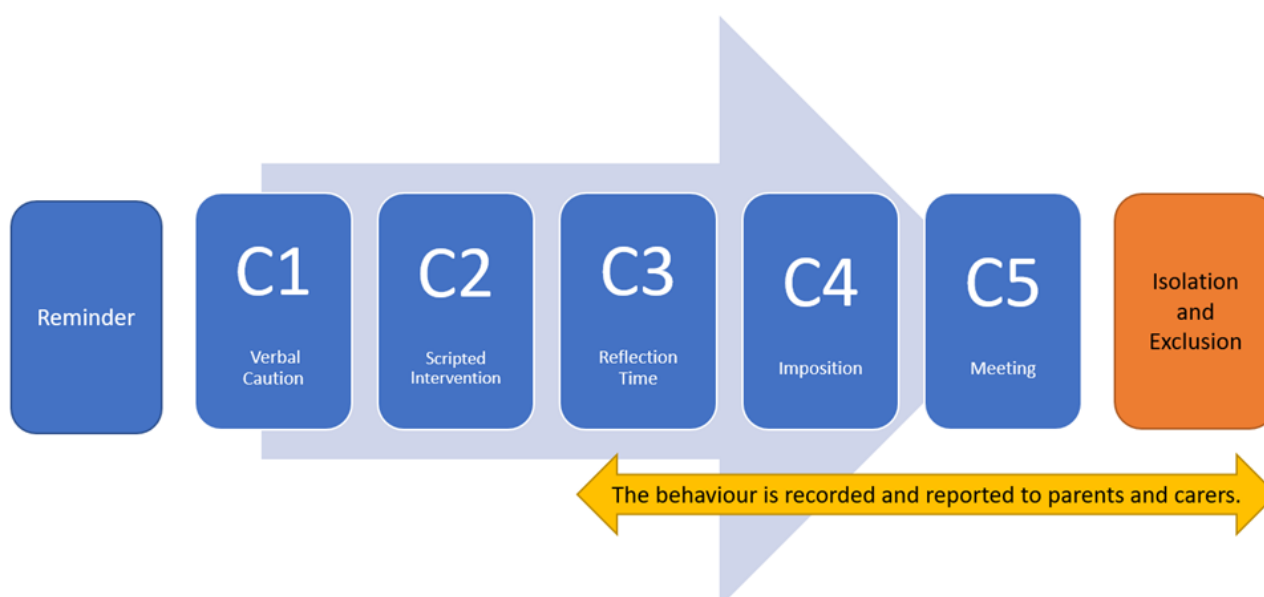 Reminder
C1
Verbal
Caution
C2
Scripted
Intervention
C3
Reflection
Time
C4
Imposition
C5
Meeting
Isolation
and
Exclusion
The behaviour is recorded and reported to parents and carers.